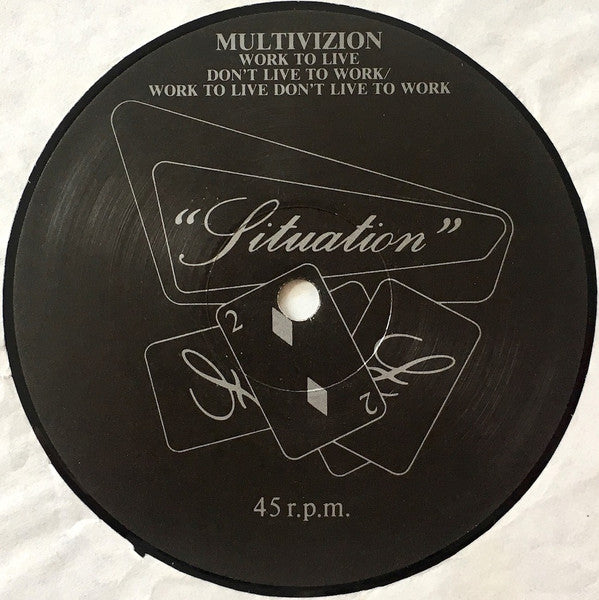 MULTIVIZION
WORK TO LIVE
DON'T LIVE TO WORK/
WORK TO LIVE DON'T LIVE TO WORK
"Situation"
2
2
45 r.p.m.